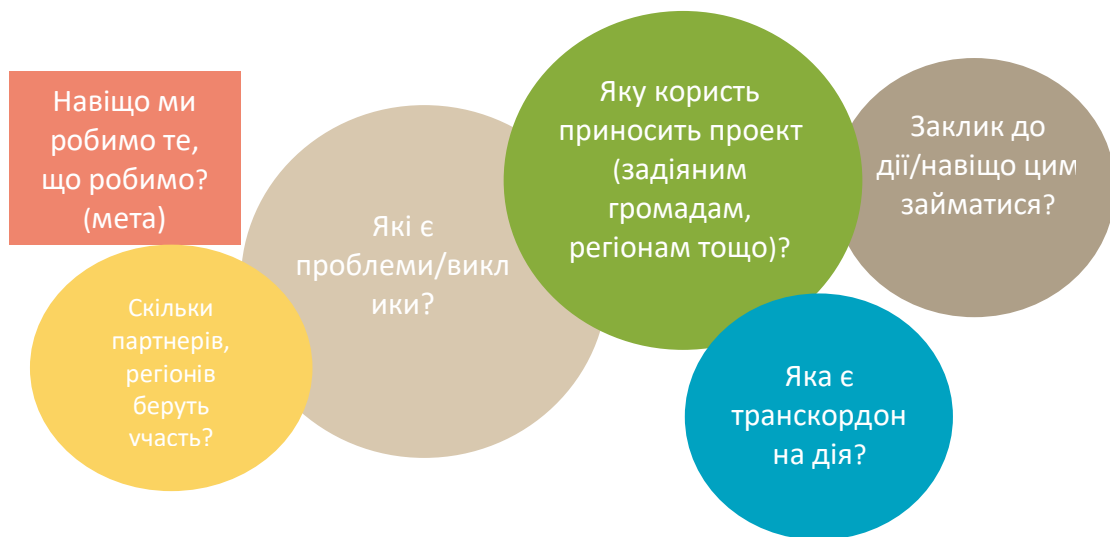 Навіщо ми
робимо те,
що робимо?
(мета)
Скільки
партнерів,
регіонів
беруть
участь?
Які є
проблеми/викл
ики?
Яку користь
приносить проект
(задіяним
громадам,
регіонам тощо)?
Яка є
транскордон
на дія?
Заклик до
дії/навіщо цим
займатися?